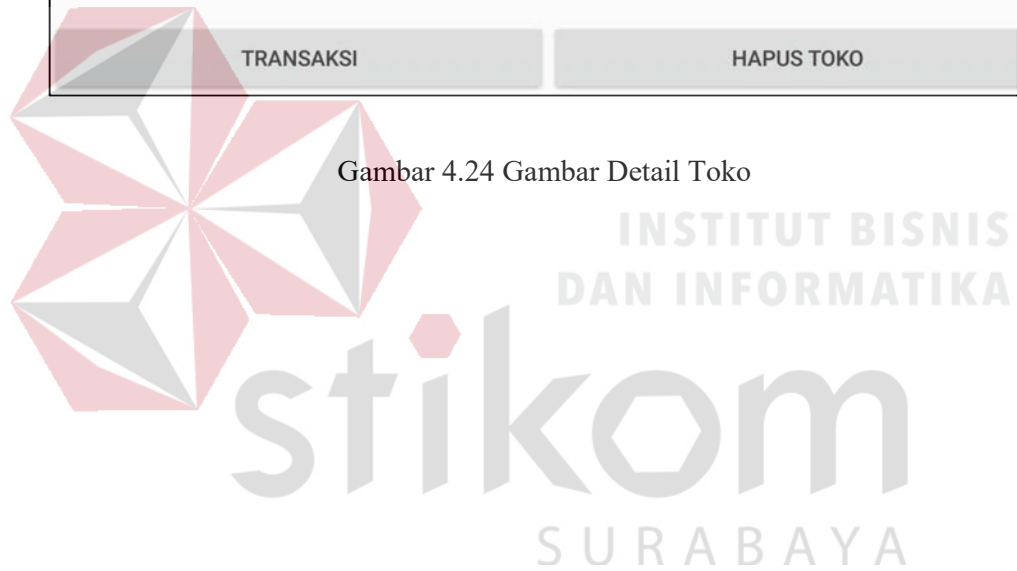 TRANSAKSI HAPUS TOKO
Gambar 4.24 Gambar Detail Toko
INSTITUT BISNIS
DAN INFORMATIKA
stikom
SURABAYA